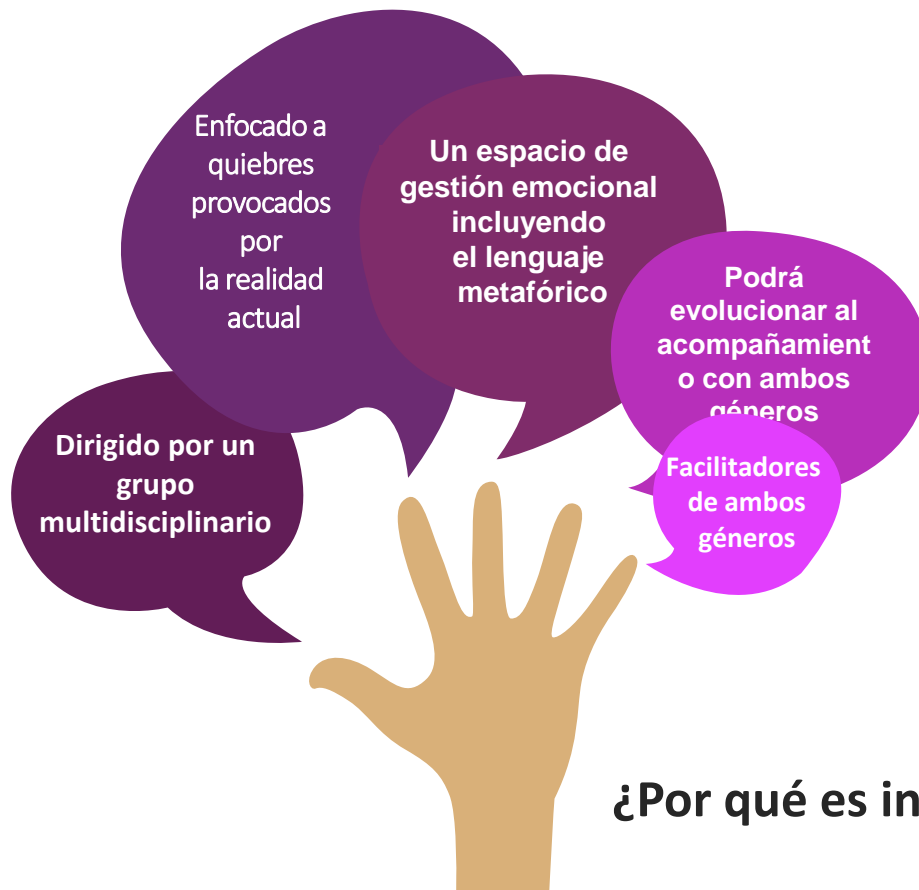 Enfocado a
quiebres
provocados
por
la realidad
actual
Un espacio de
gestión emocional
incluyendo
el lenguaje
metafórico
Podrá
evolucionar al
acompañamient
o con ambos
géneros
Dirigido por un
grupo
multidisciplinario
Facilitadores
de ambos
géneros
¿Por qué es in